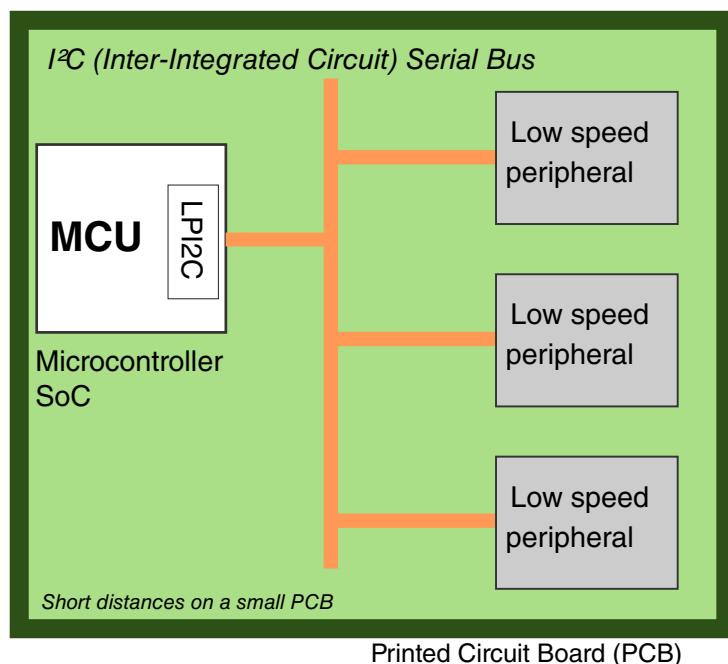 I²C (Inter-Integrated Circuit) Serial Bus
Low speed
peripheral
MCU
LPI2C
Microcontroller
SoC
Low speed
peripheral
Low speed
peripheral
Short distances on a small PCB
Printed Circuit Board (PCB)